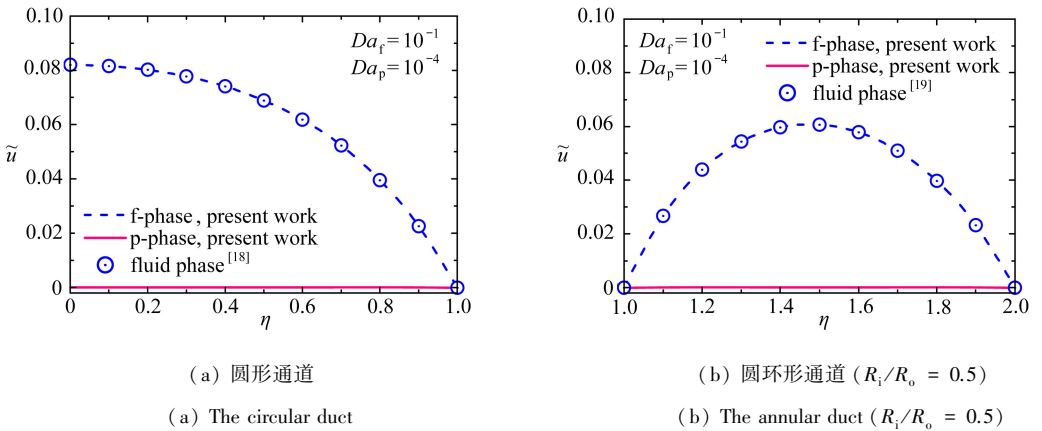 0.10
0.08
0.06
0.04
0.02
0
ũ
Da_f=10^-1
Da_p=10^-4
f-phase, present work
p-phase, present work
fluid phase[18]
0 0.2 0.4 0.6 0.8 1.0
η
0.10
0.08
0.06
0.04
0.02
0
ũ
Da_f=10^-1
Da_p=10^-4
f-phase, present work
p-phase, present work
fluid phase[19]
1.0 1.2 1.4 1.6 1.8 2.0
η
(a) 圆形通道
(b) 圆环形通道 (R_i/R_o = 0.5)
(a) The circular duct
(b) The annular duct (R_i/R_o = 0.5)